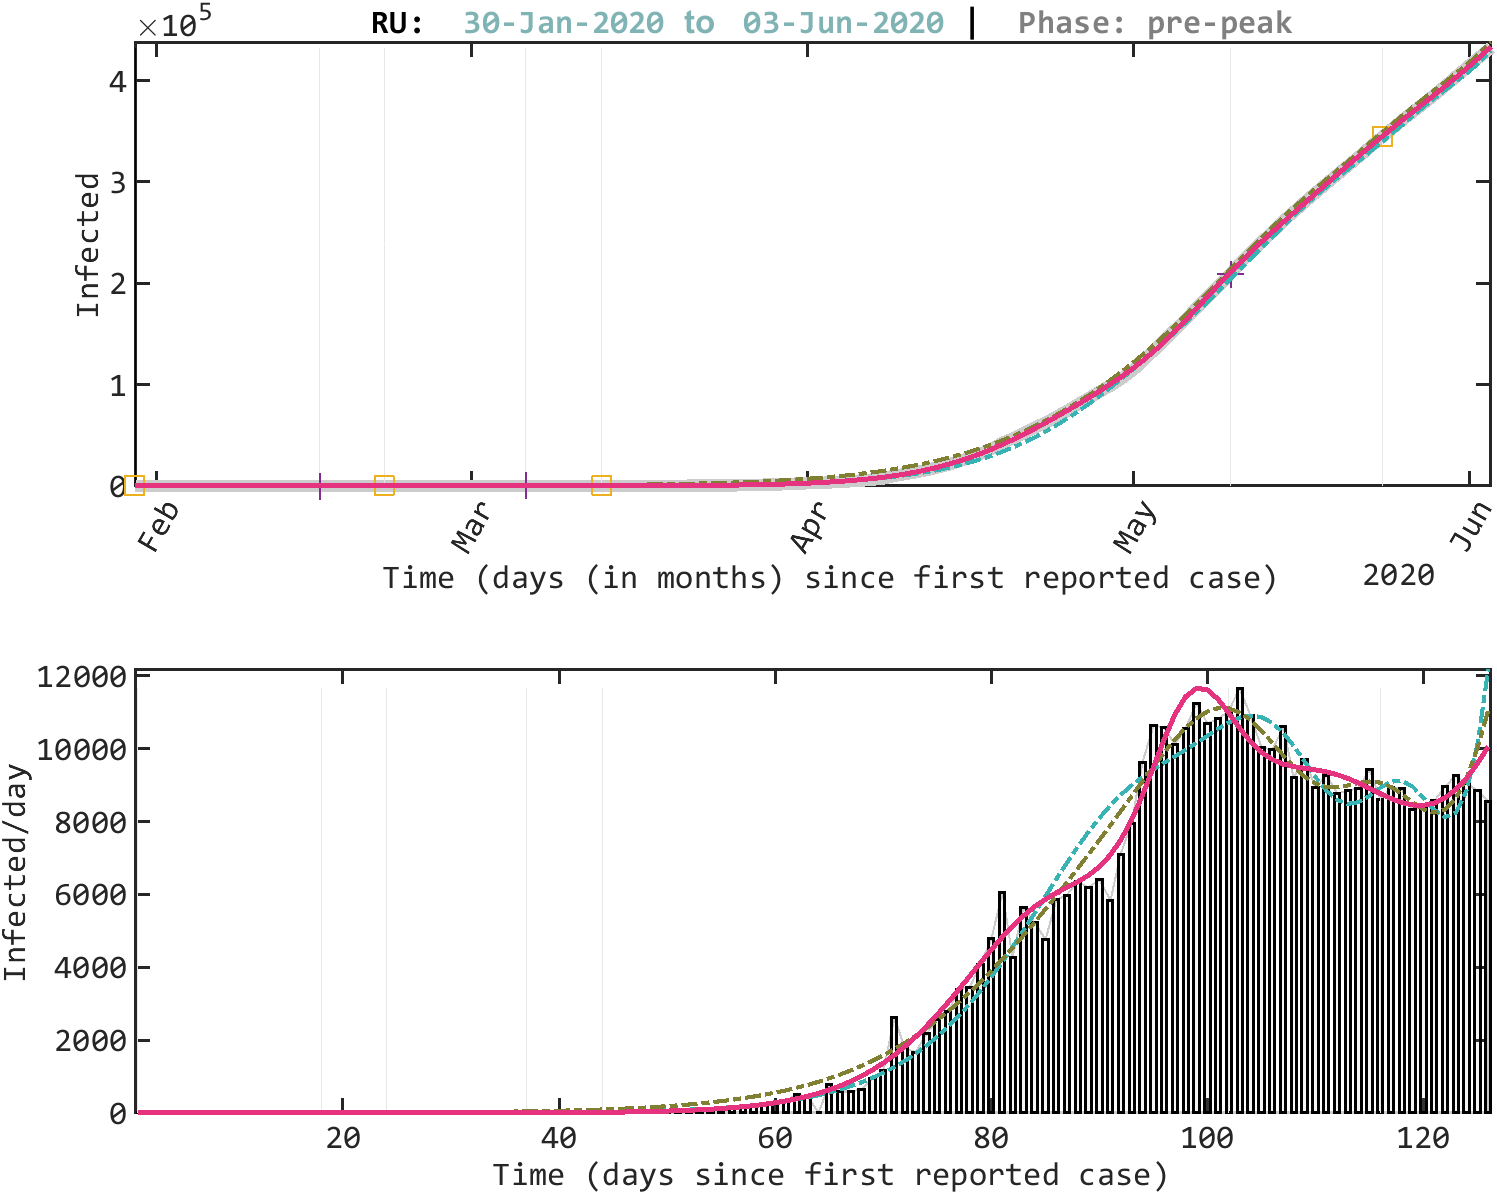 ×10⁵
RU: 30-Jan-2020 to 03-Jun-2020 | Phase: pre-peak
4
3
2
1
0
Infected
Feb Mar Apr May Jun
Time (days (in months) since first reported case)
2020
12000
10000
8000
6000
4000
2000
0
Infected/day
20 40 60 80 100 120
Time (days since first reported case)